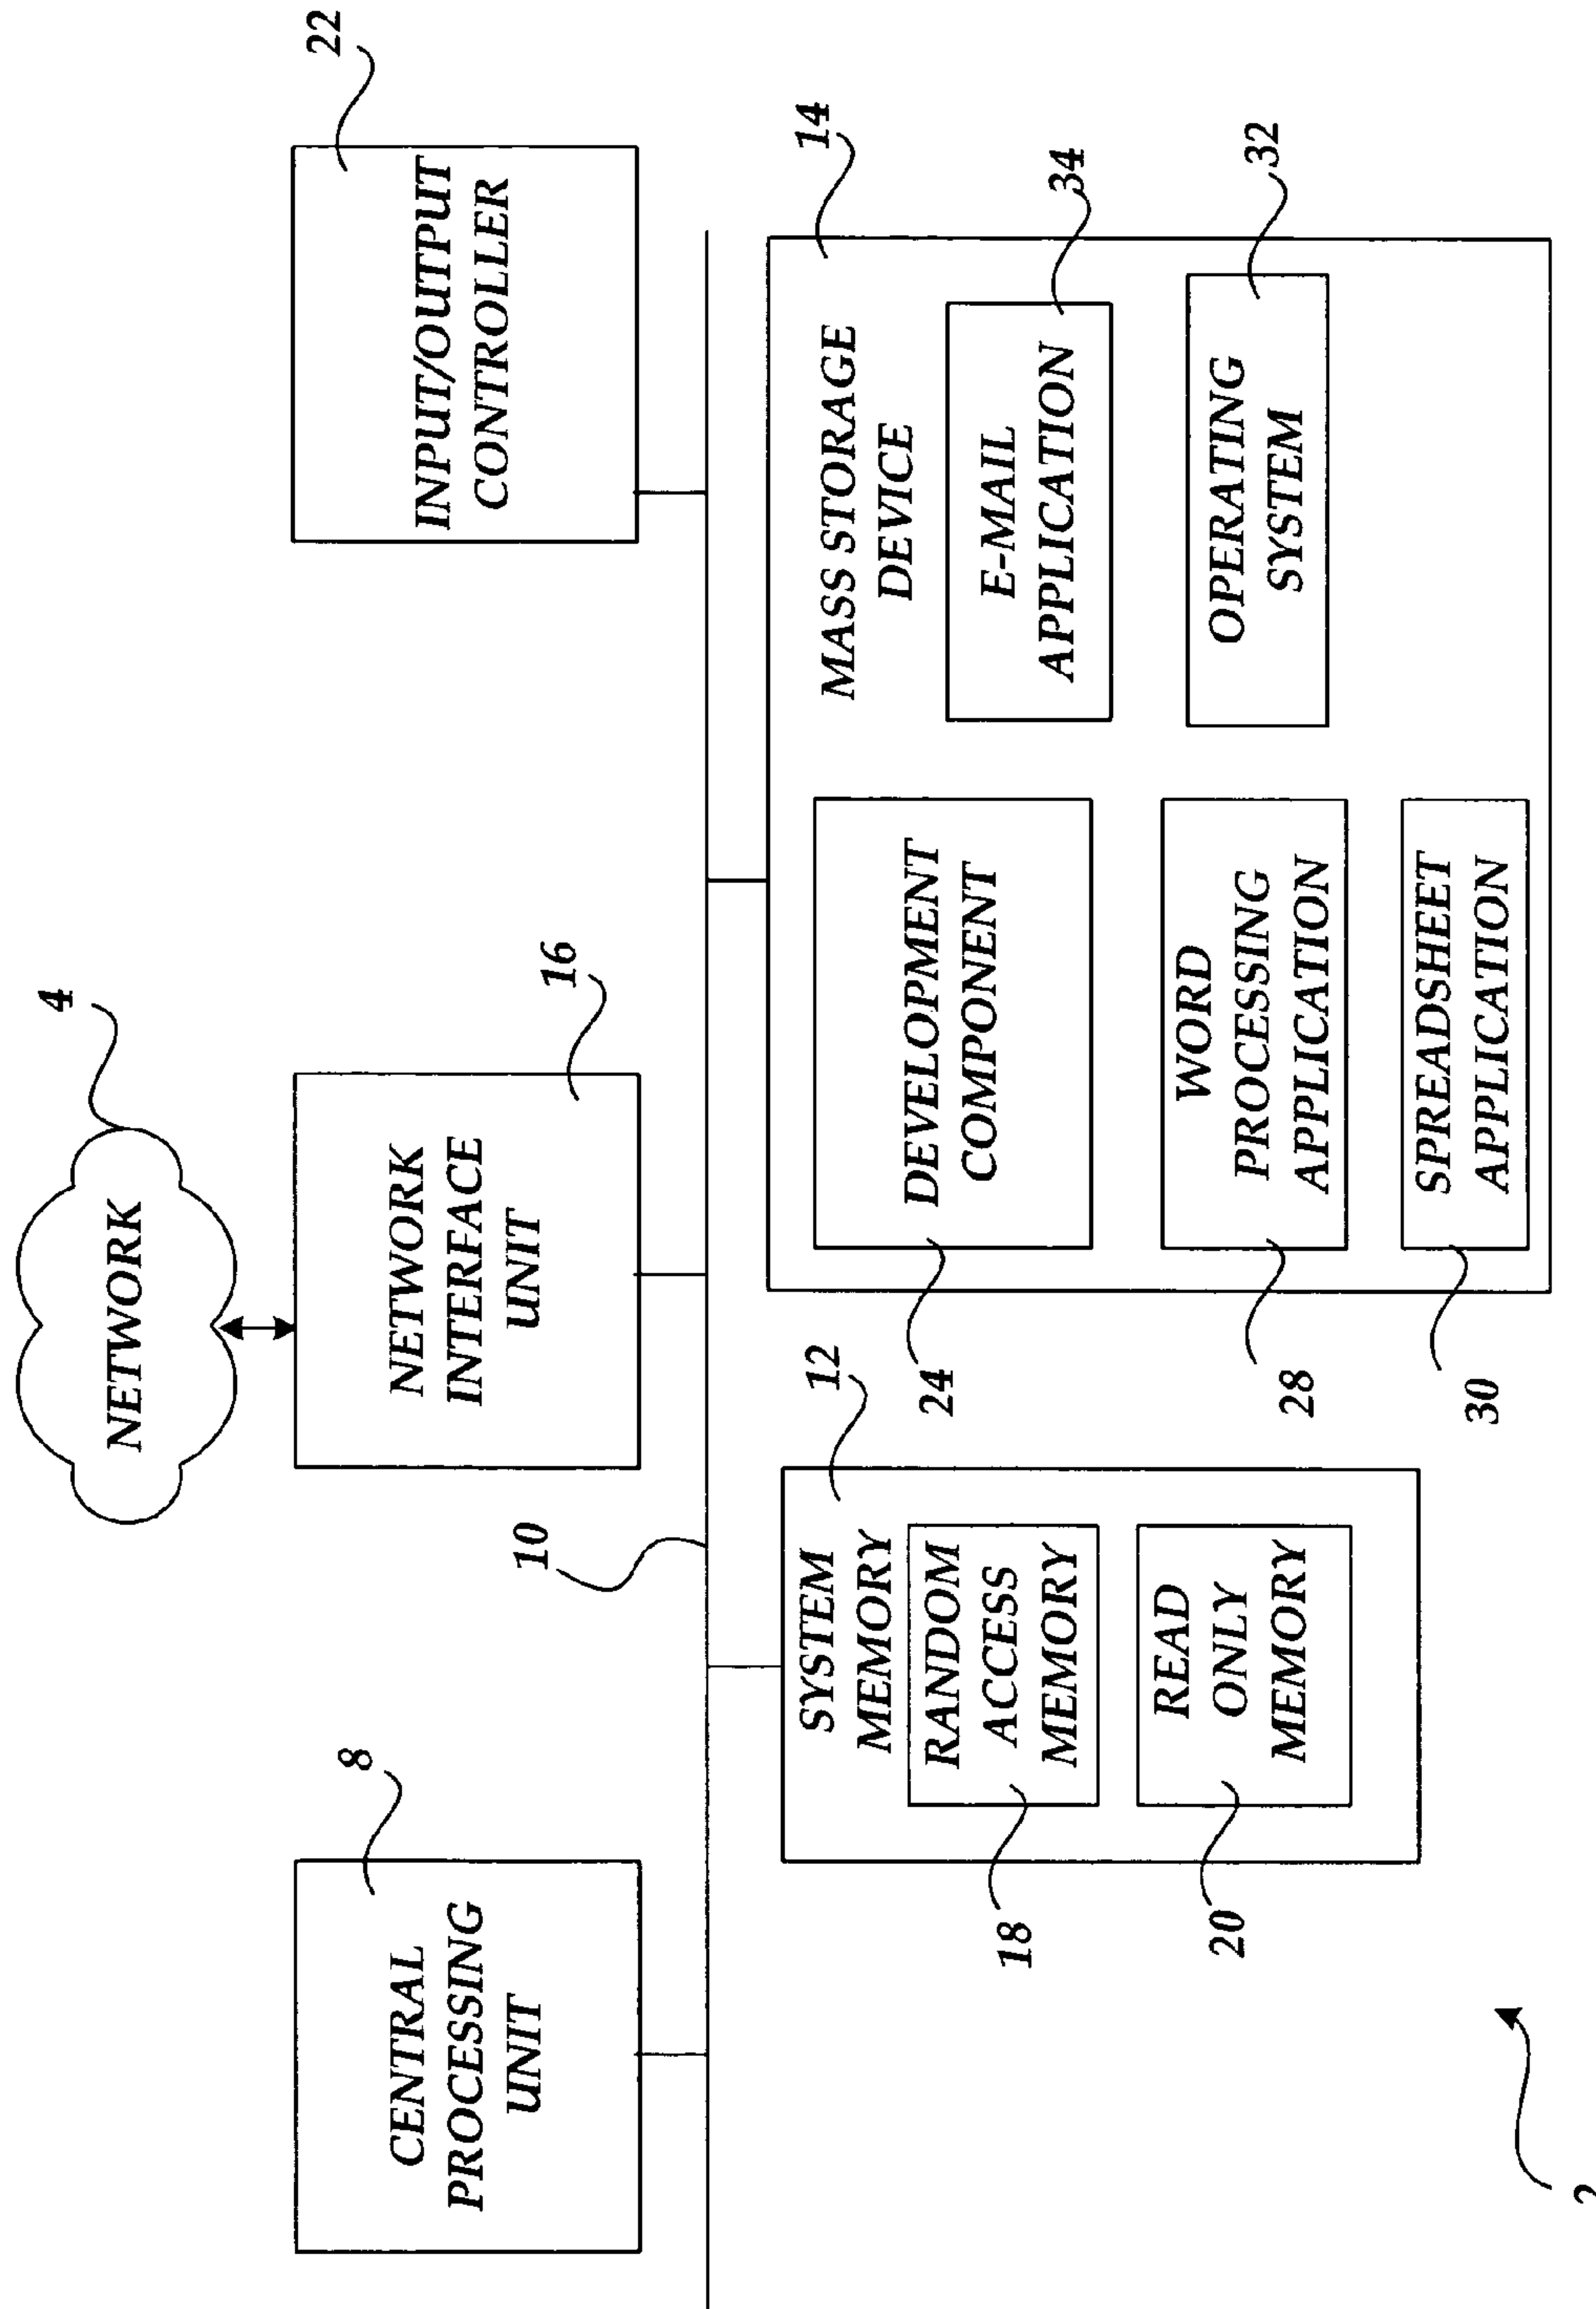 4
NETWORK
22
INPUT/OUTPUT
CONTROLLER
16
NETWORK
INTERFACE
UNIT
8
CENTRAL
PROCESSING
UNIT
10
12
SYSTEM
MEMORY
RANDOM
ACCESS
MEMORY
18
READ
ONLY
MEMORY
20
14
MASS STORAGE
DEVICE
DEVELOPMENT
COMPONENT
24
E-MAIL
APPLICATION
34
WORD
PROCESSING
APPLICATION
28
OPERATING
SYSTEM
32
SPREADSHEET
APPLICATION
30
2